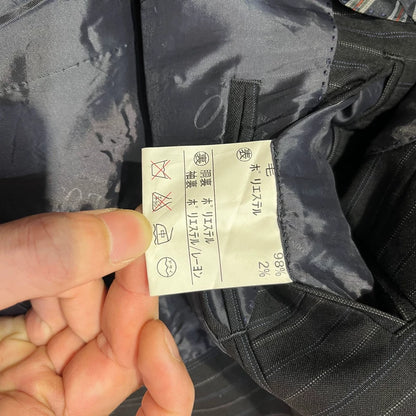 表 毛 98%
ポリエステル 2%
裏 胴裏 ポリエステル
袖裏 ポリエステル/レーヨン